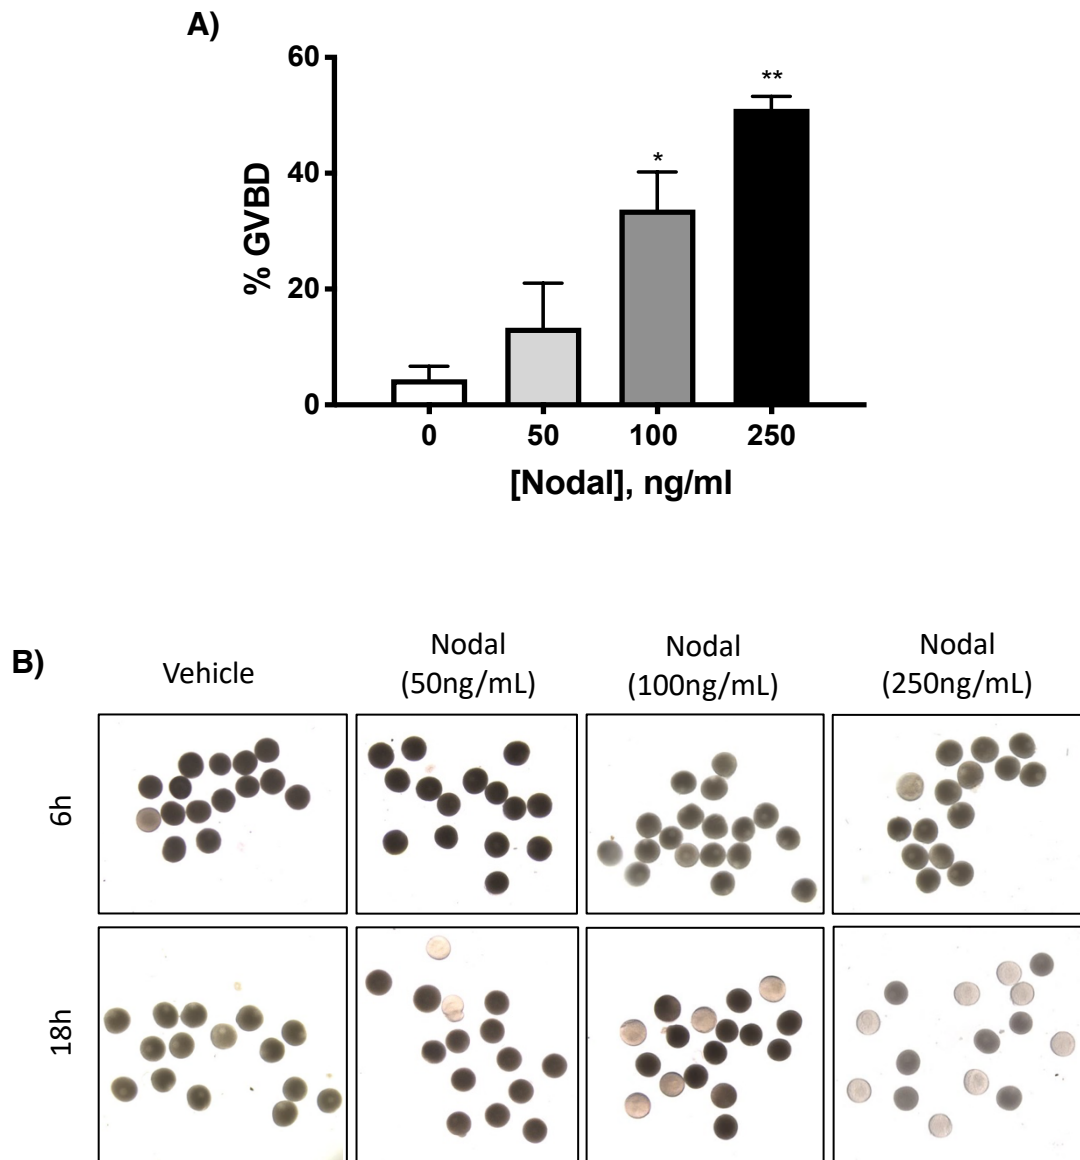 A)
60
40
20
0
% GVBD
*
**
0 50 100 250
[Nodal], ng/ml
B)
Vehicle
Nodal
(50ng/mL)
Nodal
(100ng/mL)
Nodal
(250ng/mL)
6h
18h